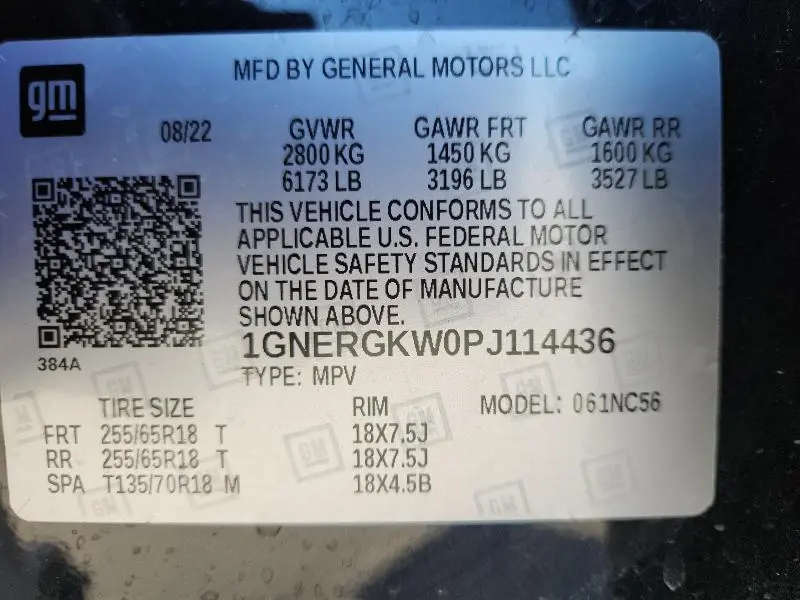 gm
MFD BY GENERAL MOTORS LLC
08/22 GVWR GAWR FRT GAWR RR
2800 KG 1450 KG 1600 KG
6173 LB 3196 LB 3527 LB
THIS VEHICLE CONFORMS TO ALL
APPLICABLE U.S. FEDERAL MOTOR
VEHICLE SAFETY STANDARDS IN EFFECT
ON THE DATE OF MANUFACTURE
SHOWN ABOVE.
384A
1GNERGKW0PJ114436
TYPE: MPV
TIRE SIZE RIM MODEL: 061NC56
FRT 255/65R18 T 18X7.5J
RR 255/65R18 T 18X7.5J
SPA T135/70R18 M 18X4.5B